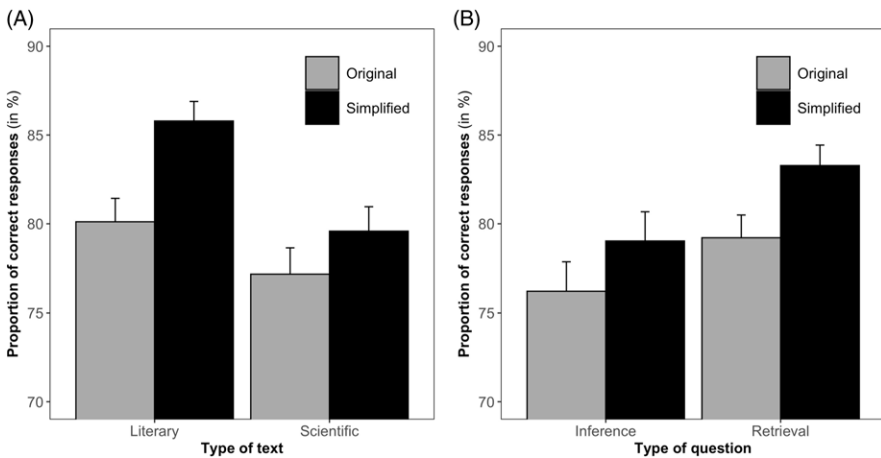 (A)
Proportion of correct responses (in %)
90
85
80
75
70
Original
Simplified
Literary
Scientific
Type of text
(B)
Proportion of correct responses (in %)
90
85
80
75
70
Original
Simplified
Inference
Retrieval
Type of question